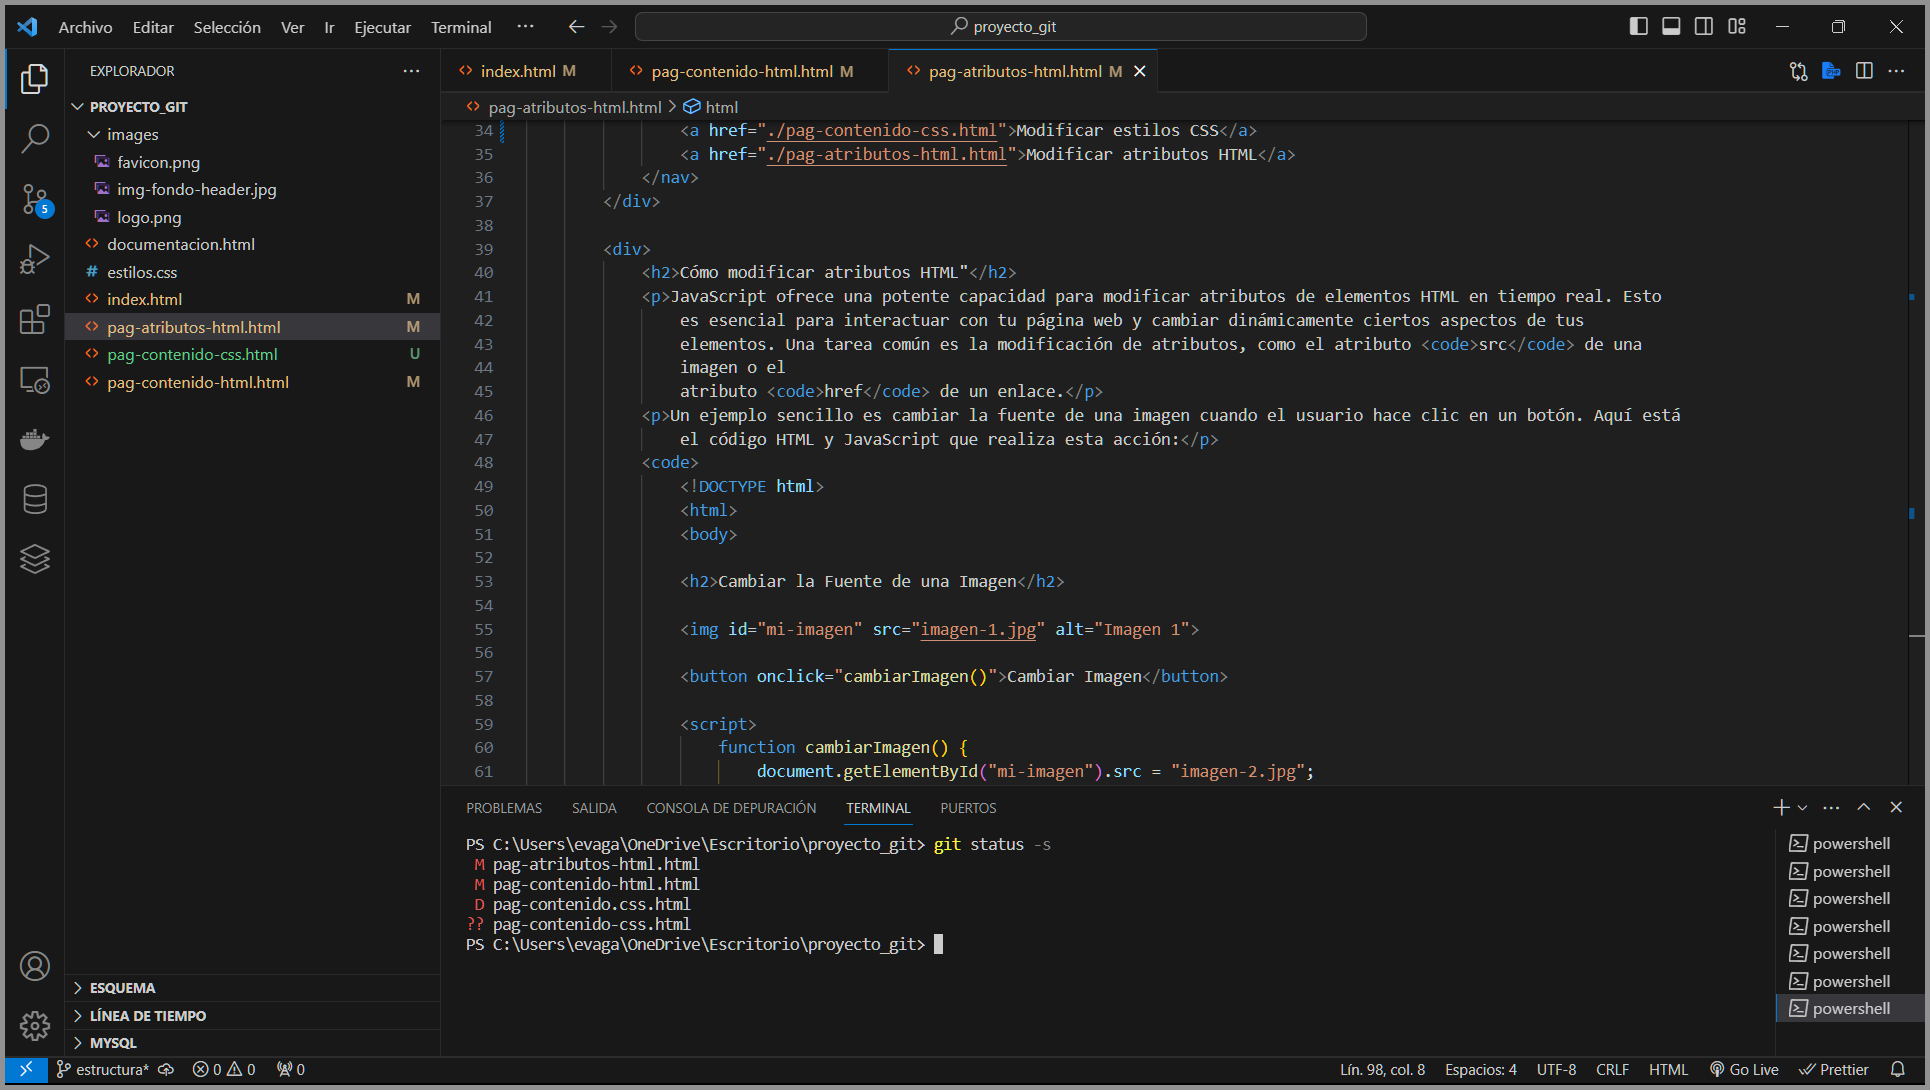 Archivo Editar Selección Ver Ir Ejecutar Terminal ··· proyecto_git
EXPLORADOR ···
PROYECTO_GIT
images
favicon.png
img-fondo-header.jpg
logo.png
documentacion.html
# estilos.css
index.html M
pag-atributos-html.html M
pag-contenido-css.html U
pag-contenido-html.html M
5
ESQUEMA
LÍNEA DE TIEMPO
MYSQL
index.html M pag-contenido-html.html M pag-atributos-html.html M
pag-atributos-html.html > html
34 <a href="./pag-contenido-css.html">Modificar estilos CSS</a>
35 <a href="./pag-atributos-html.html">Modificar atributos HTML</a>
36 </nav>
37 </div>
38
39 <div>
40 <h2>Cómo modificar atributos HTML"</h2>
41 <p>JavaScript ofrece una potente capacidad para modificar atributos de elementos HTML en tiempo real. Esto
42 es esencial para interactuar con tu página web y cambiar dinámicamente ciertos aspectos de tus
43 elementos. Una tarea común es la modificación de atributos, como el atributo <code>src</code> de una
44 imagen o el
45 atributo <code>href</code> de un enlace.</p>
46 <p>Un ejemplo sencillo es cambiar la fuente de una imagen cuando el usuario hace clic en un botón. Aquí está
47 el código HTML y JavaScript que realiza esta acción:</p>
48 <code>
49 <!DOCTYPE html>
50 <html>
51 <body>
52
53 <h2>Cambiar la Fuente de una Imagen</h2>
54
55 <img id="mi-imagen" src="imagen-1.jpg" alt="Imagen 1">
56
57 <button onclick="cambiarImagen()">Cambiar Imagen</button>
58
59 <script>
60 function cambiarImagen() {
61 document.getElementById("mi-imagen").src = "imagen-2.jpg";
PROBLEMAS SALIDA CONSOLA DE DEPURACIÓN TERMINAL PUERTOS
PS C:\Users\evaga\OneDrive\Escritorio\proyecto_git> git status -s
M pag-atributos-html.html
M pag-contenido-html.html
D pag-contenido.css.html
?? pag-contenido-css.html
PS C:\Users\evaga\OneDrive\Escritorio\proyecto_git>
powershell
powershell
powershell
powershell
powershell
powershell
powershell
estructura* 0 0 0 Lín. 98, col. 8 Espacios: 4 UTF-8 CRLF HTML Go Live Prettier